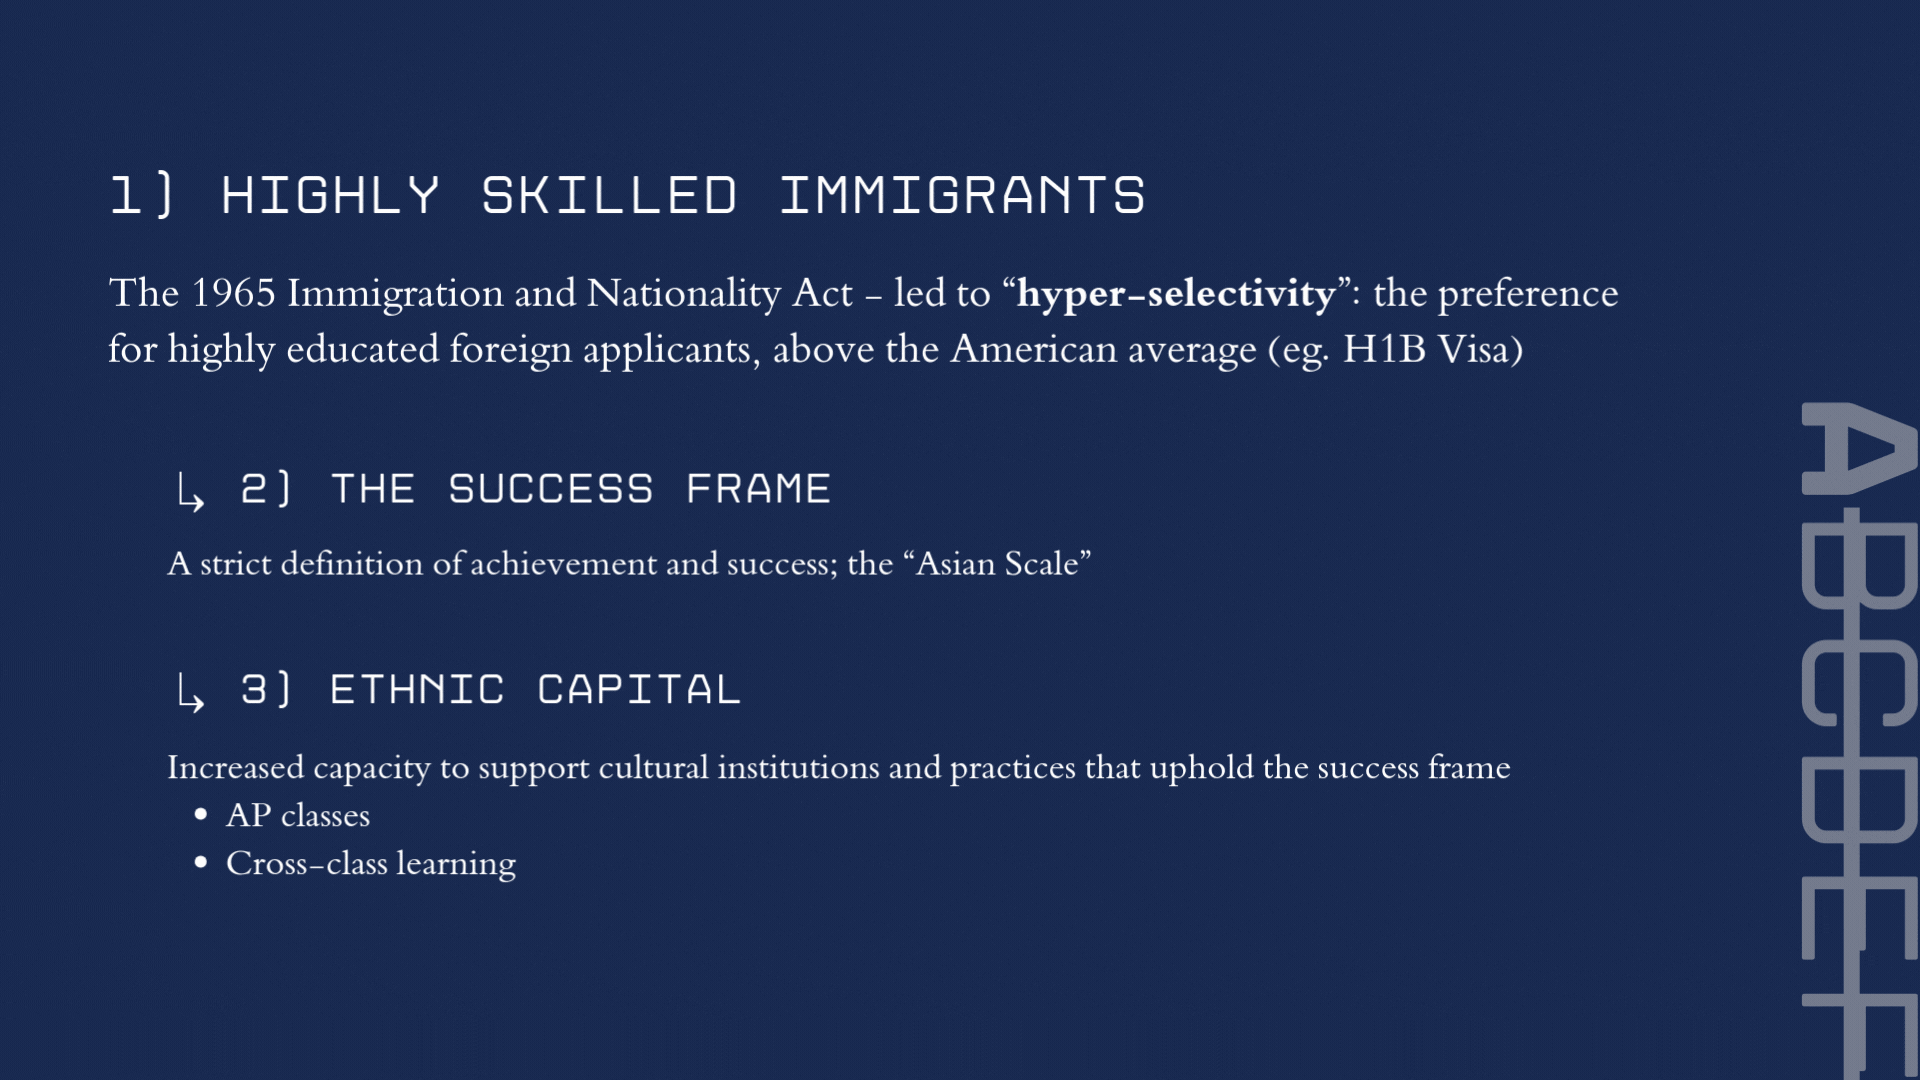 1) HIGHLY SKILLED IMMIGRANTS
The 1965 Immigration and Nationality Act – led to “hyper-selectivity”: the preference
for highly educated foreign applicants, above the American average (eg. H1B Visa)
↳ 2) THE SUCCESS FRAME
A strict definition of achievement and success; the “Asian Scale”
↳ 3) ETHNIC CAPITAL
Increased capacity to support cultural institutions and practices that uphold the success frame
• AP classes
• Cross-class learning
ABCDEF